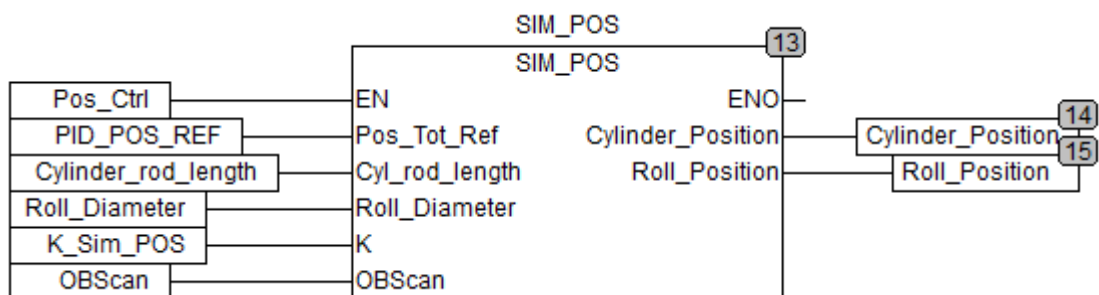 SIM_POS
13
SIM_POS
Pos_Ctrl EN ENO
14
PID_POS_REF Pos_Tot_Ref Cylinder_Position Cylinder_Position
15
Cylinder_rod_length Cyl_rod_length Roll_Position Roll_Position
Roll_Diameter Roll_Diameter
K_Sim_POS K
OBScan OBScan